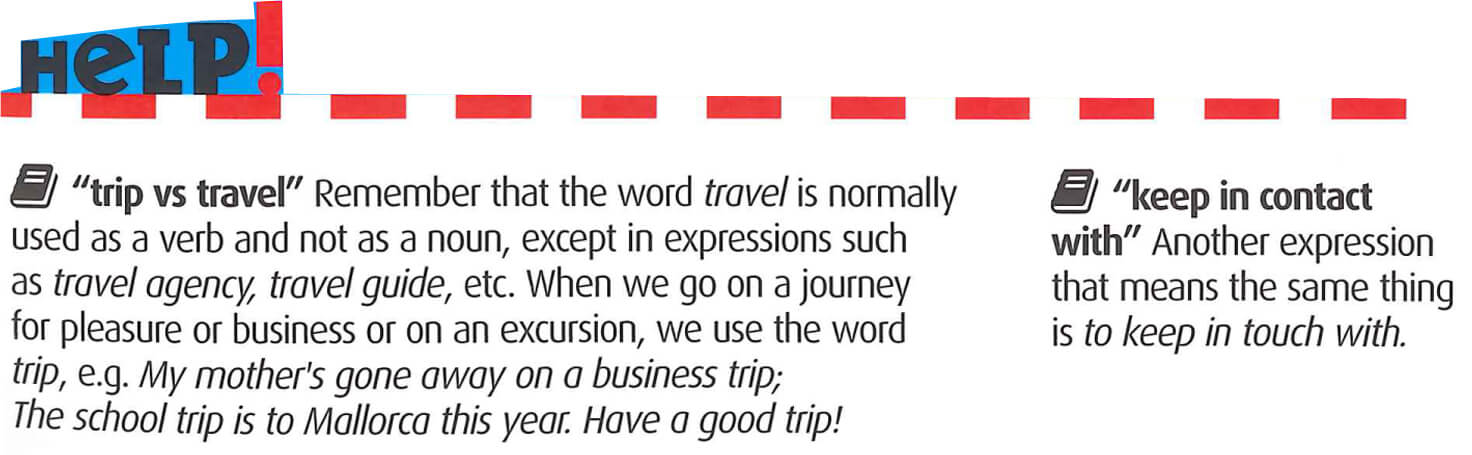 HeLP!
“trip vs travel” Remember that the word travel is normally
used as a verb and not as a noun, except in expressions such
as travel agency, travel guide, etc. When we go on a journey
for pleasure or business or on an excursion, we use the word
trip, e.g. My mother's gone away on a business trip;
The school trip is to Mallorca this year. Have a good trip!
“keep in contact
with” Another expression
that means the same thing
is to keep in touch with.